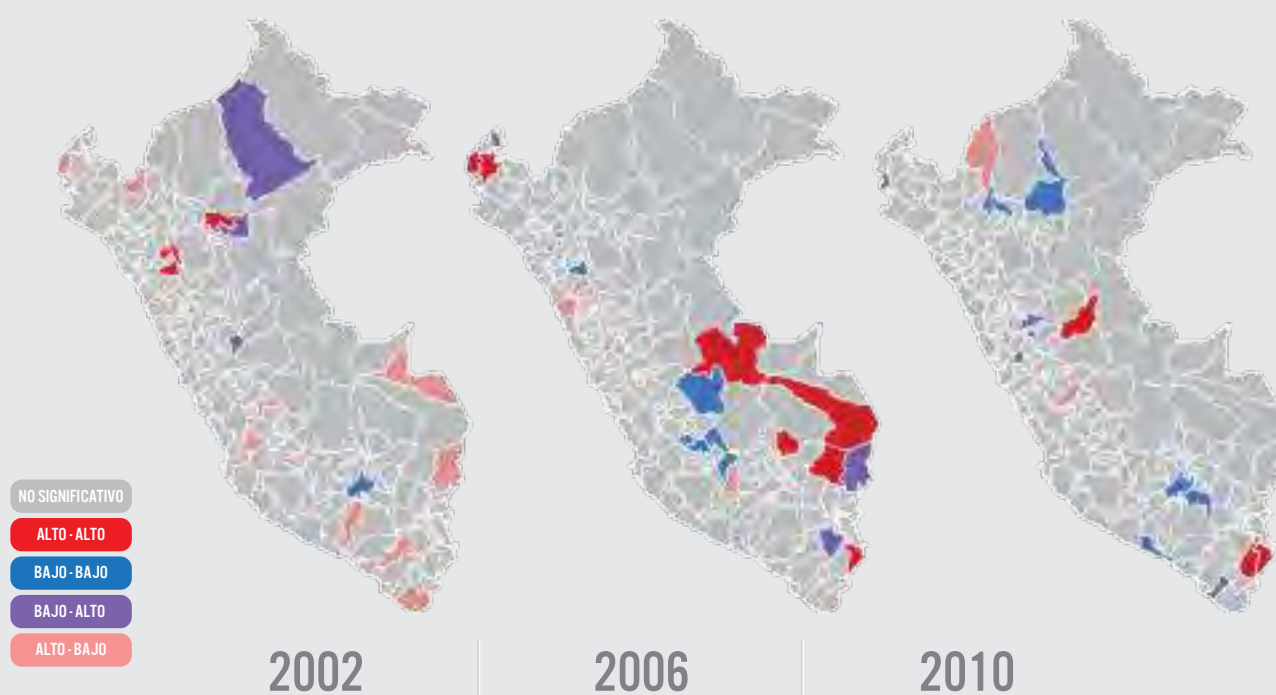 NO SIGNIFICATIVO
ALTO - ALTO
BAJO - BAJO
BAJO - ALTO
ALTO - BAJO
2002
2006
2010